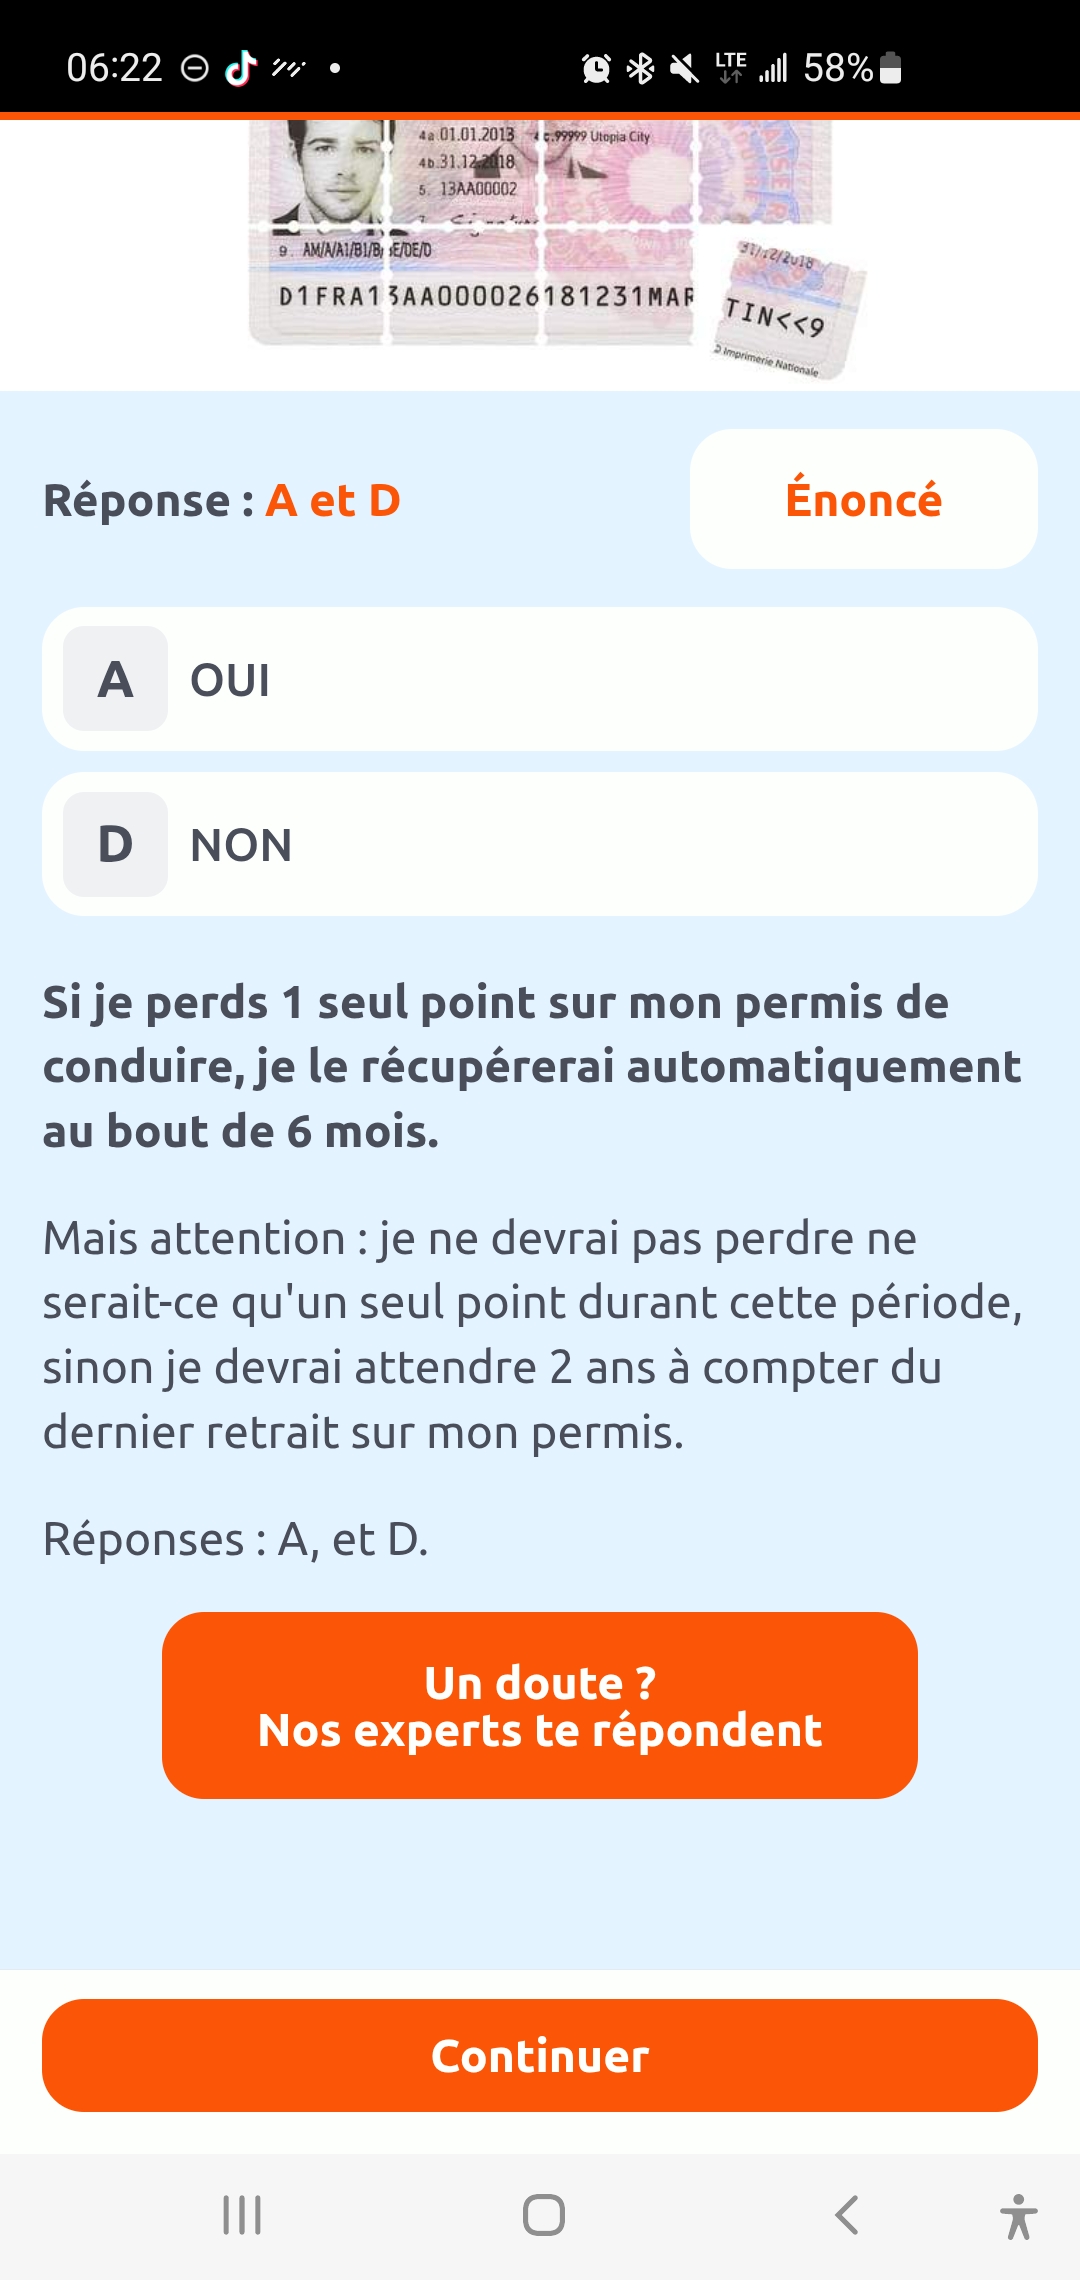 06:22 LTE 58%
4a 01.01.2013 4c.99999 Utopia City
4b.31.12.2018
5. 13AA00002
7. Signature
9. AM/A/A1/B1/B/ E/DE/D
31/12/2018
D1FRA13AA000026181231MAR
TIN<<9
Imprimerie Nationale
Réponse : A et D
Énoncé
A OUI
D NON
Si je perds 1 seul point sur mon permis de
conduire, je le récupérerai automatiquement
au bout de 6 mois.
Mais attention : je ne devrai pas perdre ne
serait-ce qu'un seul point durant cette période,
sinon je devrai attendre 2 ans à compter du
dernier retrait sur mon permis.
Réponses : A, et D.
Un doute ?
Nos experts te répondent
Continuer